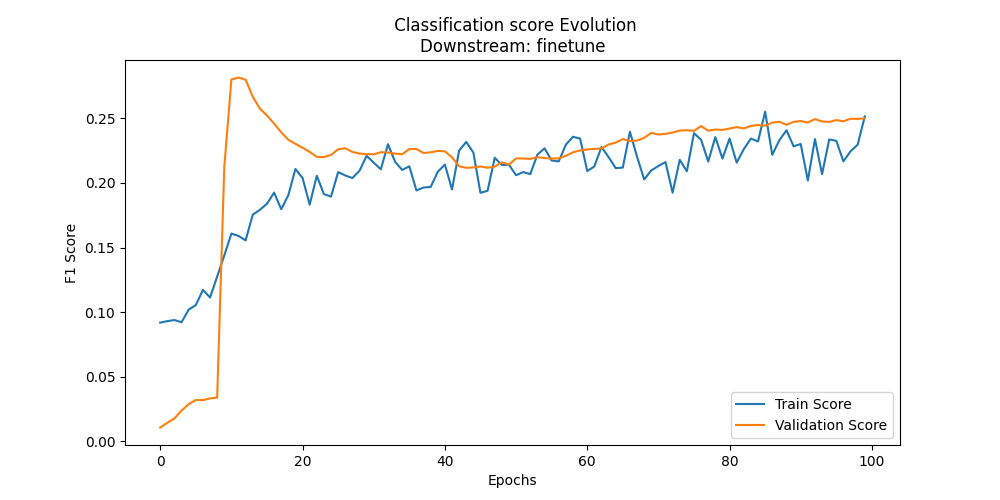 Classification score Evolution
Downstream: finetune
F1 Score
0.25
0.20
0.15
0.10
0.05
0.00
0 20 40 60 80 100
Epochs
Train Score
Validation Score